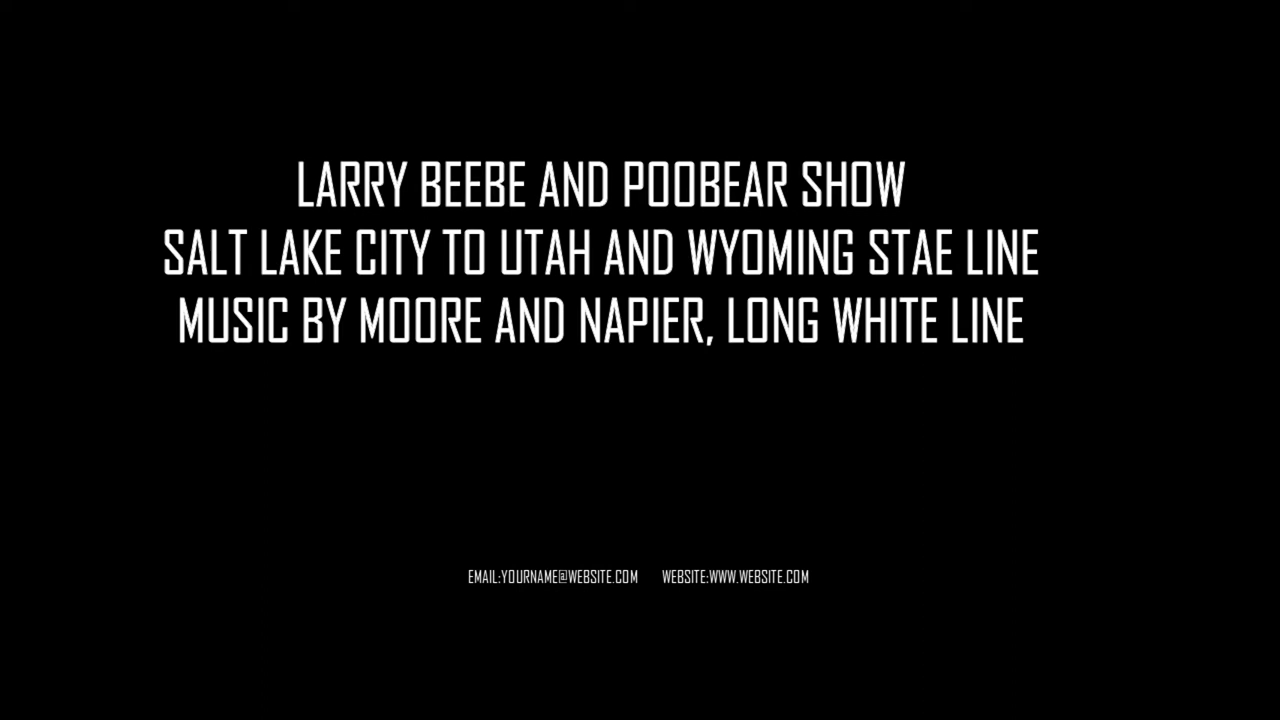 LARRY BEEBE AND POOBEAR SHOW
SALT LAKE CITY TO UTAH AND WYOMING STAE LINE
MUSIC BY MOORE AND NAPIER, LONG WHITE LINE
EMAIL:YOURNAME@WEBSITE.COM WEBSITE:WWW.WEBSITE.COM